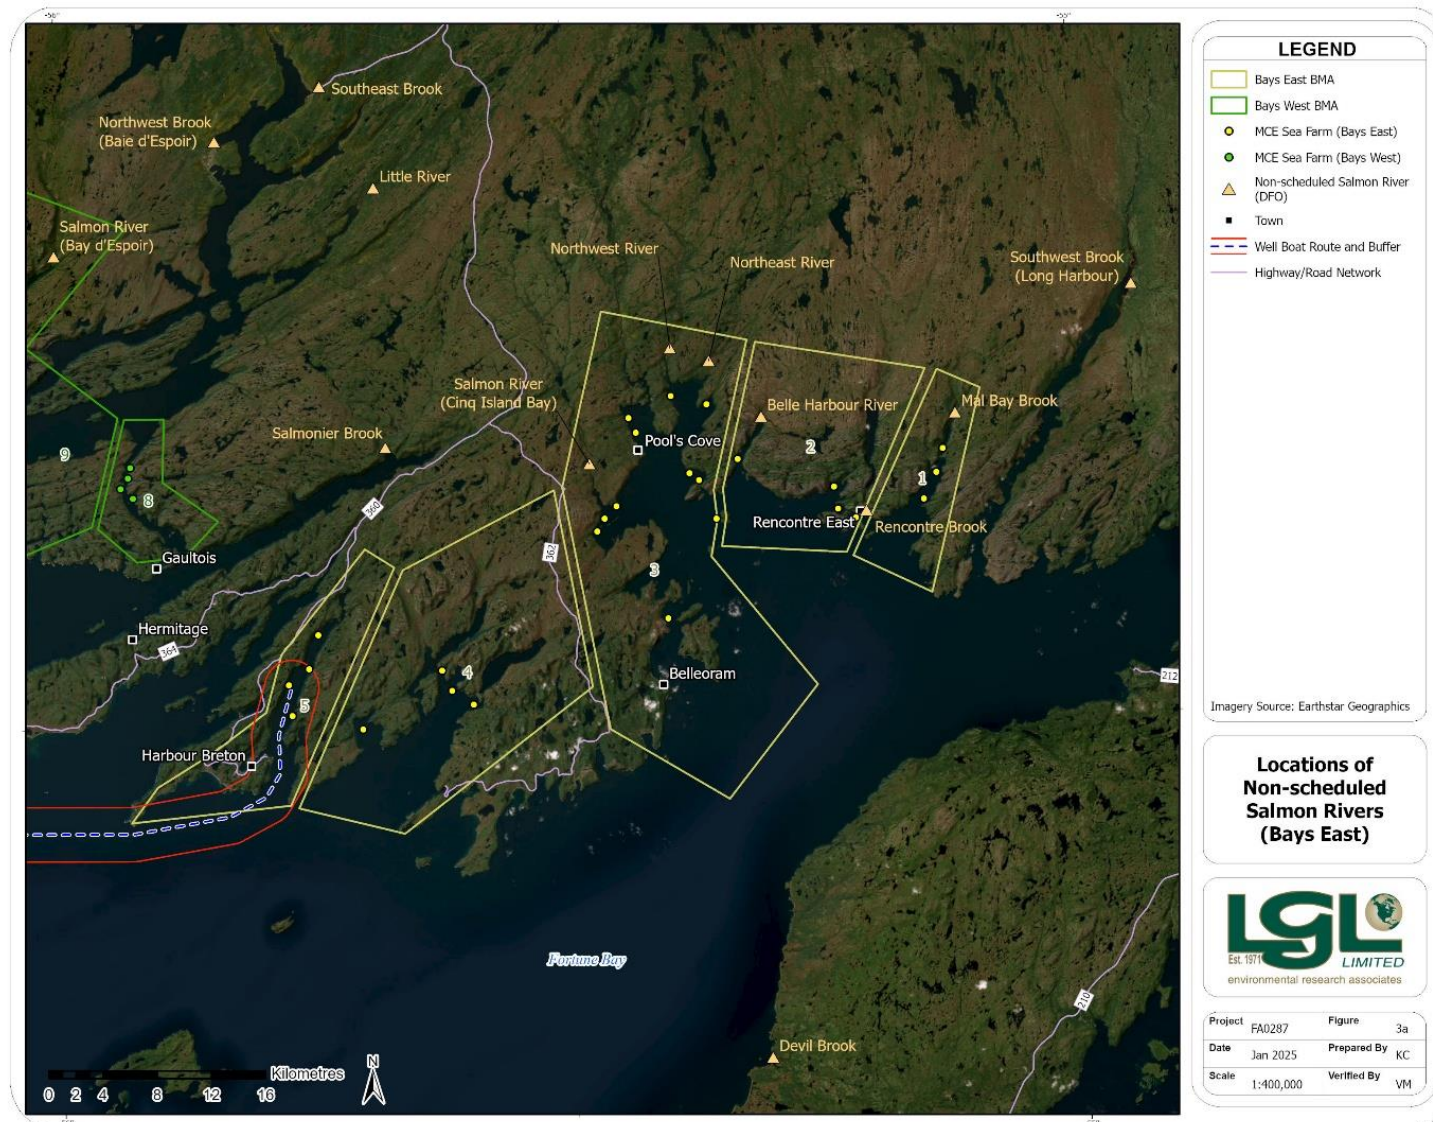 -56°
-55°
Southeast Brook
Northwest Brook
(Baie d'Espoir)
Little River
Salmon River
(Bay d'Espoir)
Northwest River
Northeast River
Southwest Brook
(Long Harbour)
Salmon River
(Cinq Island Bay)
Belle Harbour River
Mal Bay Brook
Salmonier Brook
Pool's Cove
2
9
8
1
360
Rencontre East
Rencontre Brook
362
Gaultois
3
Hermitage
364
4
Belleoram
212
5
Harbour Breton
Fortune Bay
210
Devil Brook
N
Kilometres
0 2 4 8 12 16
LEGEND
Bays East BMA
Bays West BMA
MCE Sea Farm (Bays East)
MCE Sea Farm (Bays West)
Non-scheduled Salmon River
(DFO)
Town
Well Boat Route and Buffer
Highway/Road Network
Imagery Source: Earthstar Geographics
Locations of
Non-scheduled
Salmon Rivers
(Bays East)
LGL
Est. 1971
LIMITED
environmental research associates
Project FA0287 Figure 3a
Date Jan 2025 Prepared By KC
Scale 1:400,000 Verified By VM